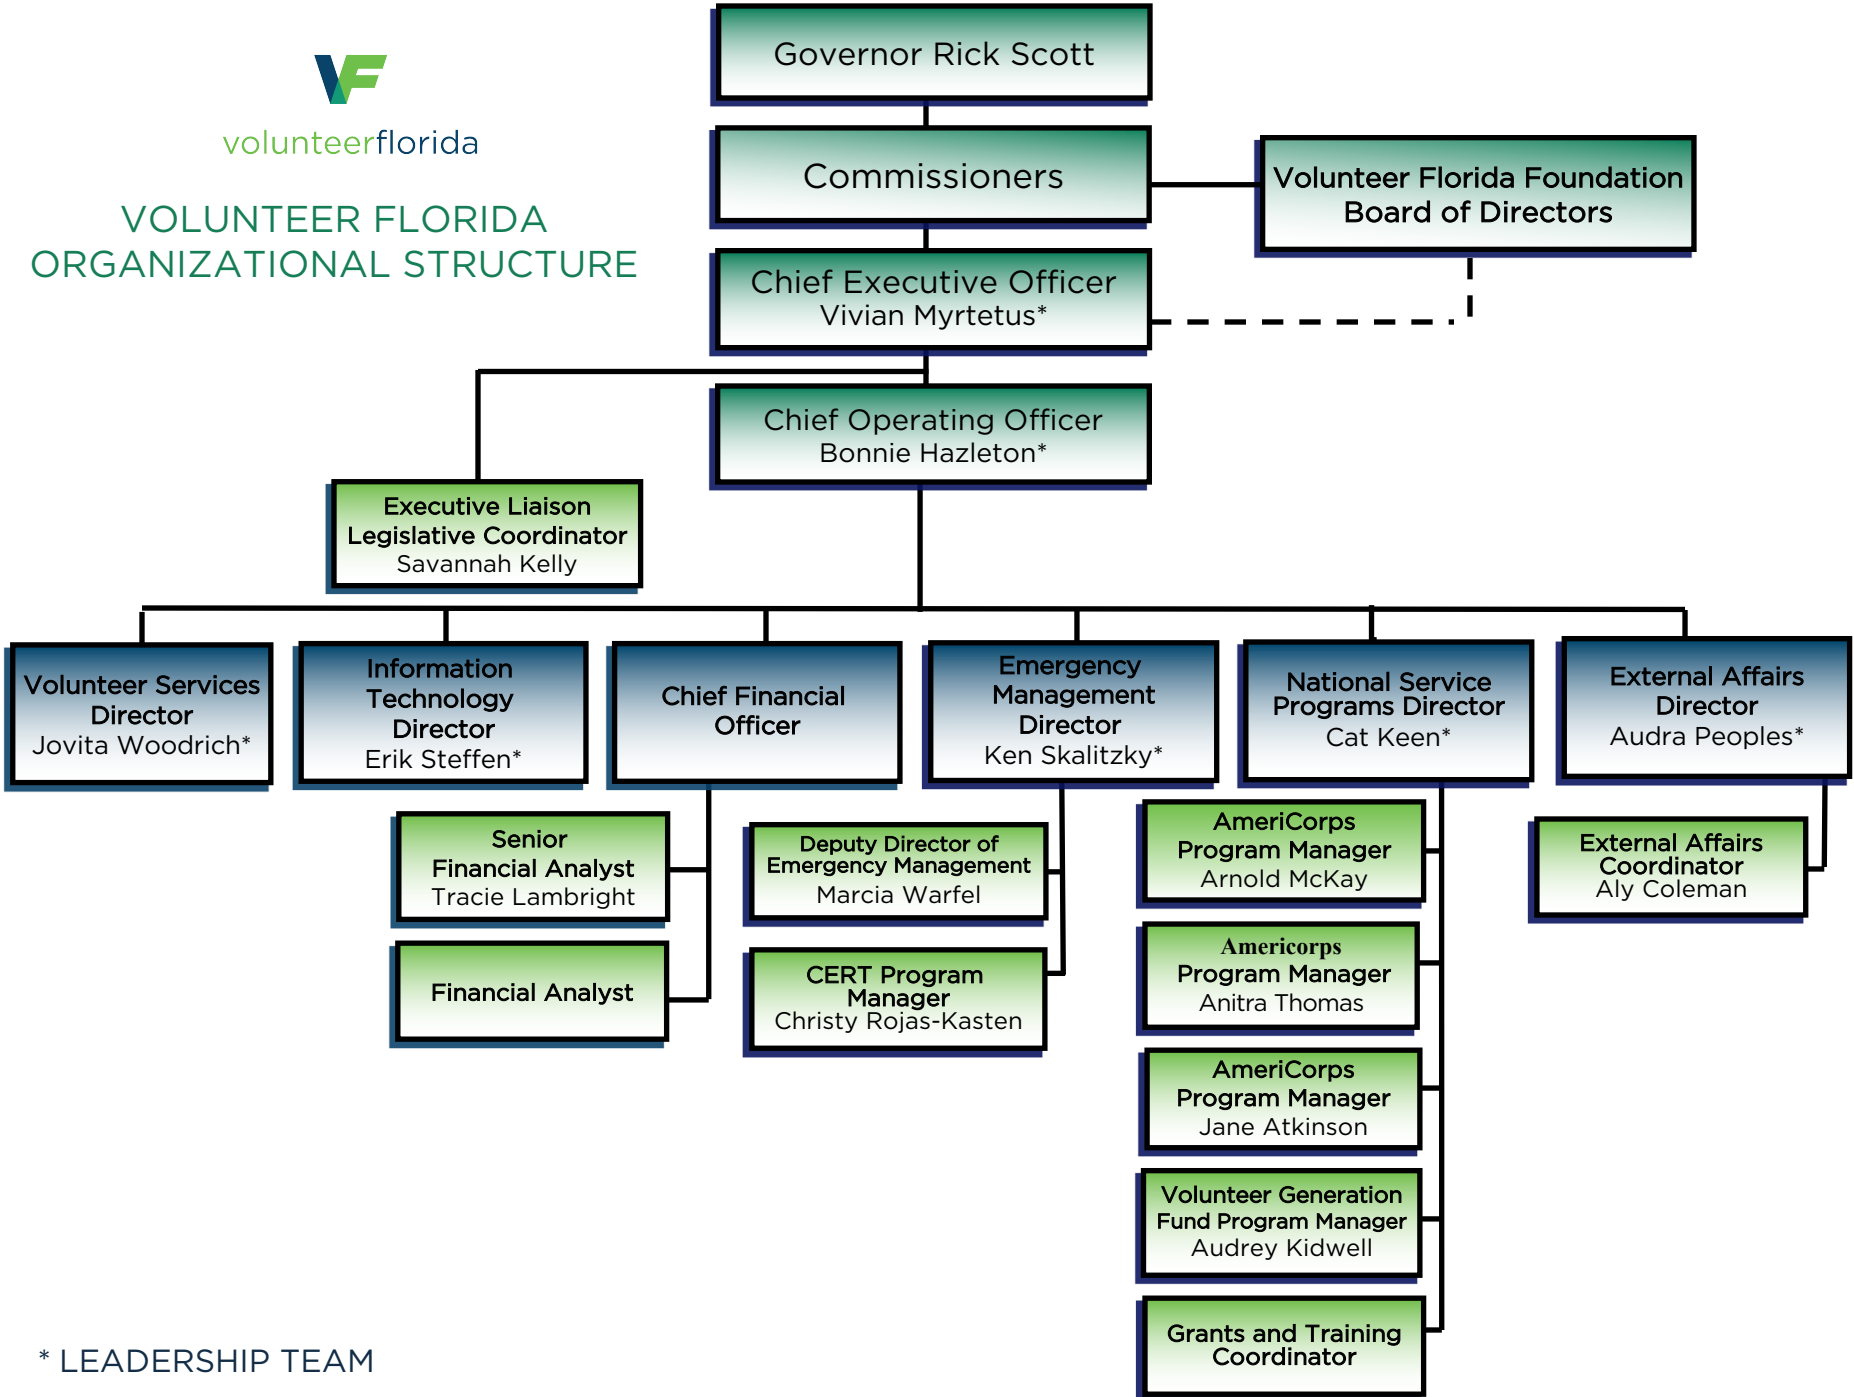 Governor Rick Scott
volunteerflorida
VOLUNTEER FLORIDA
ORGANIZATIONAL STRUCTURE
Commissioners
Volunteer Florida Foundation
Board of Directors
Chief Executive Officer
Vivian Myrtetus*
Chief Operating Officer
Bonnie Hazleton*
Executive Liaison
Legislative Coordinator
Savannah Kelly
Volunteer Services
Director
Jovita Woodrich*
Information
Technology
Director
Erik Steffen*
Chief Financial
Officer
Emergency
Management
Director
Ken Skalitzky*
National Service
Programs Director
Cat Keen*
External Affairs
Director
Audra Peoples*
Senior
Financial Analyst
Tracie Lambright
Financial Analyst
Deputy Director of
Emergency Management
Marcia Warfel
CERT Program
Manager
Christy Rojas-Kasten
AmeriCorps
Program Manager
Arnold McKay
Americorps
Program Manager
Anitra Thomas
AmeriCorps
Program Manager
Jane Atkinson
Volunteer Generation
Fund Program Manager
Audrey Kidwell
Grants and Training
Coordinator
External Affairs
Coordinator
Aly Coleman
* LEADERSHIP TEAM